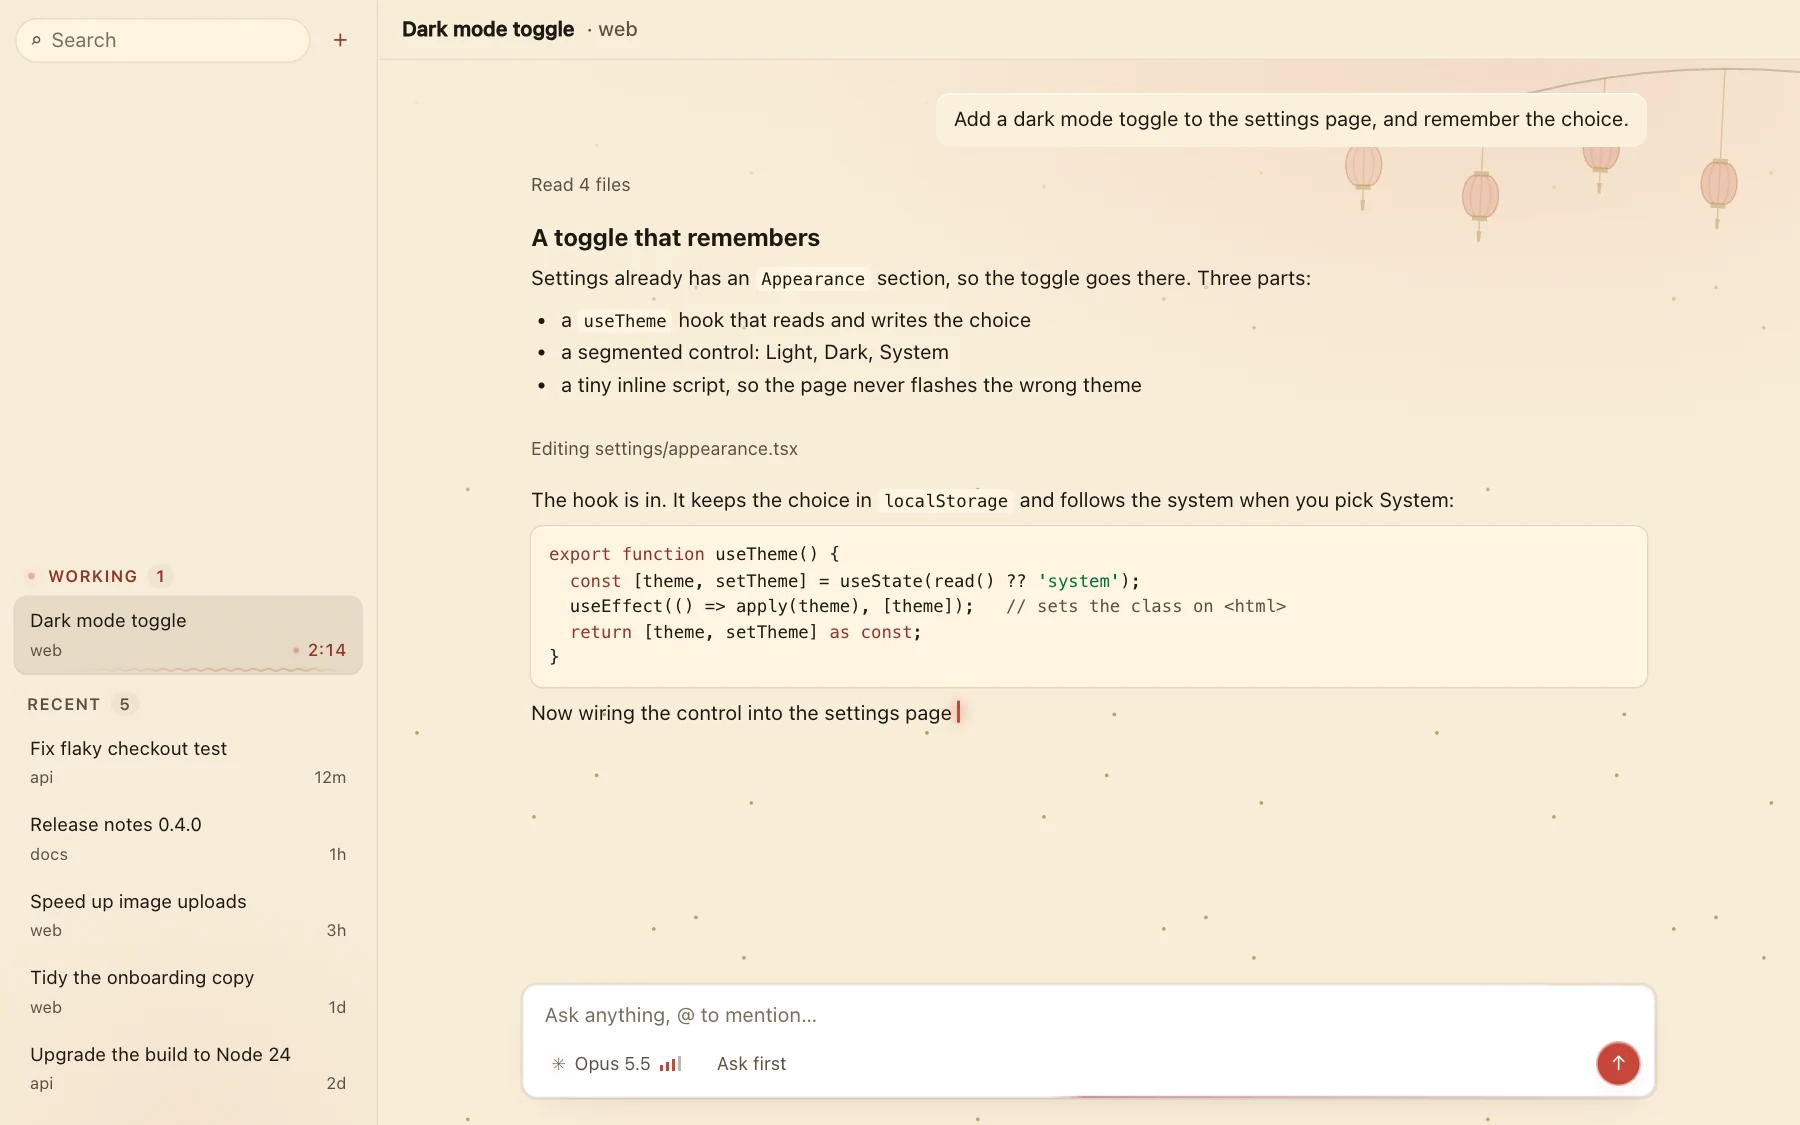 Search
+
WORKING 1
Dark mode toggle
web
2:14
RECENT 5
Fix flaky checkout test
api
12m
Release notes 0.4.0
docs
1h
Speed up image uploads
web
3h
Tidy the onboarding copy
web
1d
Upgrade the build to Node 24
api
2d
Dark mode toggle · web
Add a dark mode toggle to the settings page, and remember the choice.
Read 4 files
A toggle that remembers
Settings already has an Appearance section, so the toggle goes there. Three parts:
• a useTheme hook that reads and writes the choice
• a segmented control: Light, Dark, System
• a tiny inline script, so the page never flashes the wrong theme
Editing settings/appearance.tsx
The hook is in. It keeps the choice in localStorage and follows the system when you pick System:
export function useTheme() {
  const [theme, setTheme] = useState(read() ?? 'system');
  useEffect(() => apply(theme), [theme]);   // sets the class on <html>
  return [theme, setTheme] as const;
}
Now wiring the control into the settings page
Ask anything, @ to mention...
Opus 5.5
Ask first